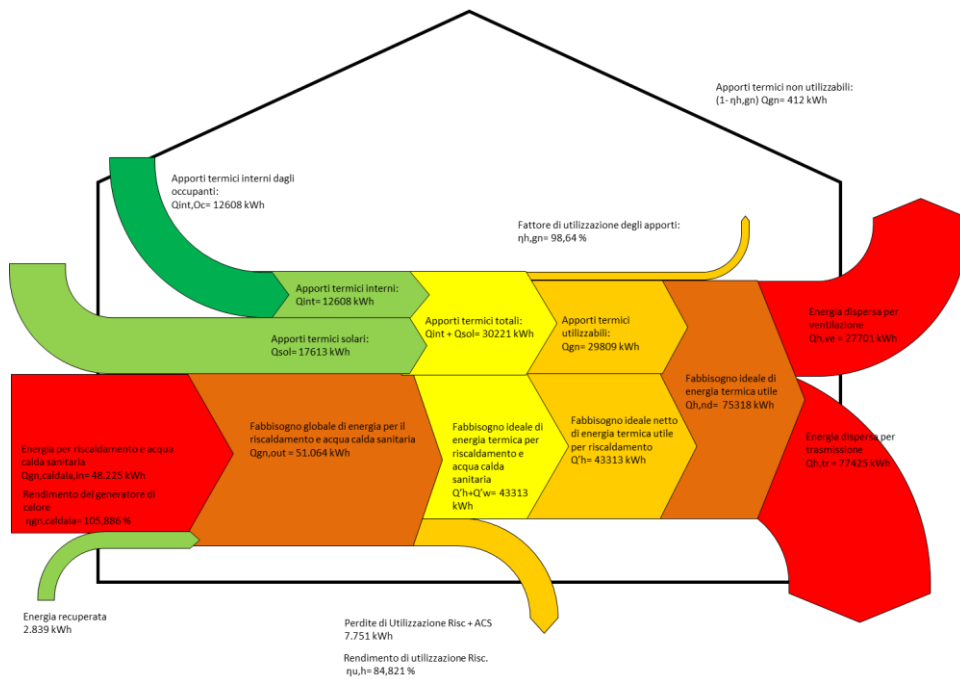 Apporti termici non utilizzabili:
(1- ηh,gn) Qgn= 412 kWh
Apporti termici interni dagli
occupanti:
Qint,Oc= 12608 kWh
Fattore di utilizzazione degli apporti:
ηh,gn= 98,64 %
Apporti termici interni:
Qint= 12608 kWh
Apporti termici solari:
Qsol= 17613 kWh
Apporti termici totali:
Qint + Qsol= 30221 kWh
Apporti termici
utilizzabili:
Qgn= 29809 kWh
Energia dispersa per
ventilazione
Qh,ve = 27701 kWh
Fabbisogno ideale di
energia termica utile
Qh,nd= 75318 kWh
Energia per riscaldamento e acqua
calda sanitaria
Qgn,caldaia,In= 48.225 kWh
Rendimento del generatore di
calore
ηgn,caldaia= 105,886 %
Fabbisogno globale di energia per il
riscaldamento e acqua calda sanitaria
Qgn,out = 51.064 kWh
Fabbisogno ideale di
energia termica per
riscaldamento e
acqua calda
sanitaria
Q'h+Q'w= 43313
kWh
Fabbisogno ideale netto
di energia termica utile
per riscaldamento
Q'h= 43313 kWh
Energia dispersa per
trasmissione
Qh,tr = 77425 kWh
Energia recuperata
2.839 kWh
Perdite di Utilizzazione Risc + ACS
7.751 kWh
Rendimento di utilizzazione Risc.
ηu,h= 84,821 %